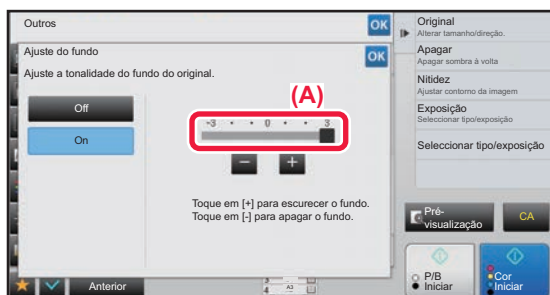 Outros
OK
Ajuste do fundo
OK
Ajuste a tonalidade do fundo do original.
(A)
Off
On
-3 • • 0 • • 3
− +
Toque em [+] para escurecer o fundo.
Toque em [-] para apagar o fundo.
Anterior
A3
4
Original
Alterar tamanho/direção.
Apagar
Apagar sombra à volta
Nitidez
Ajustar contorno da imagem
Exposição
Seleccionar tipo/exposição
Seleccionar tipo/exposição
Pré-
visualização
CA
P/B
Iniciar
Cor
Iniciar